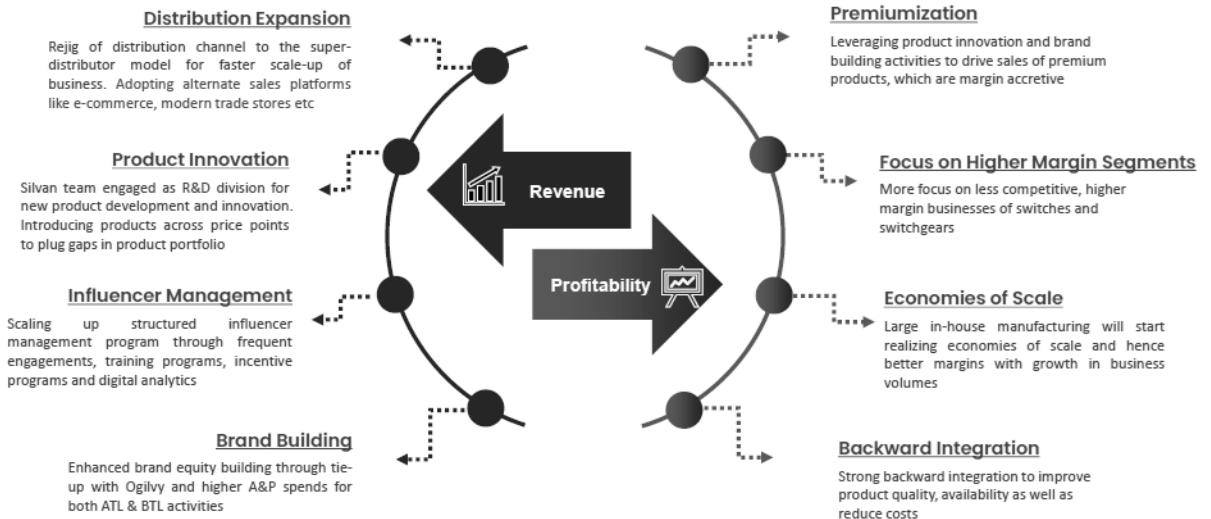 Distribution Expansion
Rejig of distribution channel to the super-
distributor model for faster scale-up of
business. Adopting alternate sales platforms
like e-commerce, modern trade stores etc
Product Innovation
Silvan team engaged as R&D division for
new product development and innovation.
Introducing products across price points
to plug gaps in product portfolio
Influencer Management
Scaling up structured influencer
management program through frequent
engagements, training programs, incentive
programs and digital analytics
Brand Building
Enhanced brand equity building through tie-
up with Ogilvy and higher A&P spends for
both ATL & BTL activities
Revenue
Profitability
Premiumization
Leveraging product innovation and brand
building activities to drive sales of premium
products, which are margin accretive
Focus on Higher Margin Segments
More focus on less competitive, higher
margin businesses of switches and
switchgears
Economies of Scale
Large in-house manufacturing will start
realizing economies of scale and hence
better margins with growth in business
volumes
Backward Integration
Strong backward integration to improve
product quality, availability as well as
reduce costs